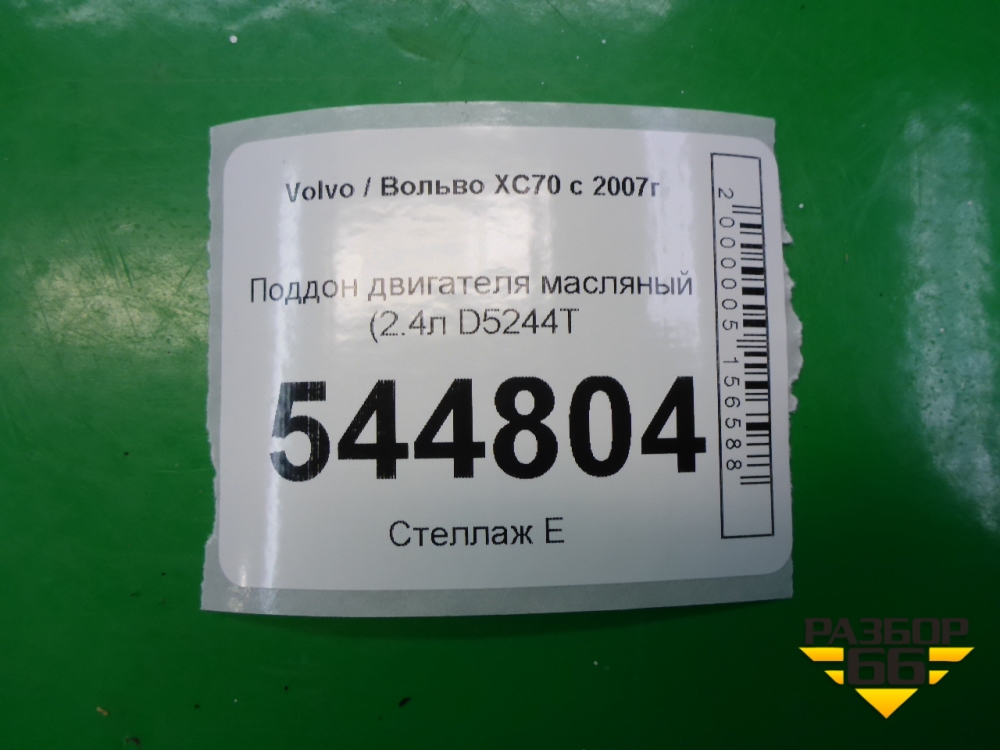 Volvo / Вольво XC70 с 2007г
Поддон двигателя масляный
(2.4л D5244T
544804
Стеллаж E
2000005156588
РАЗБОР
66